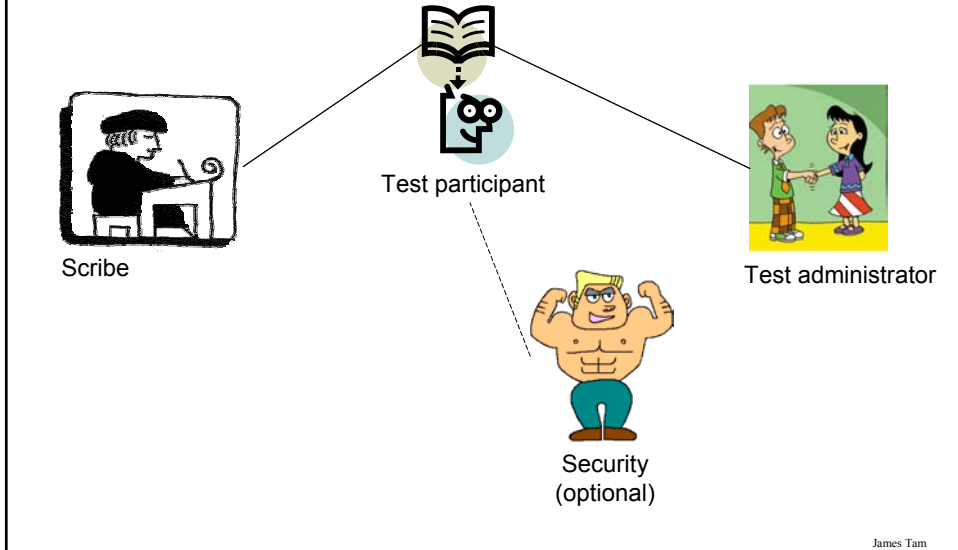 Test participant
Scribe
Test administrator
Security
(optional)
James Tam